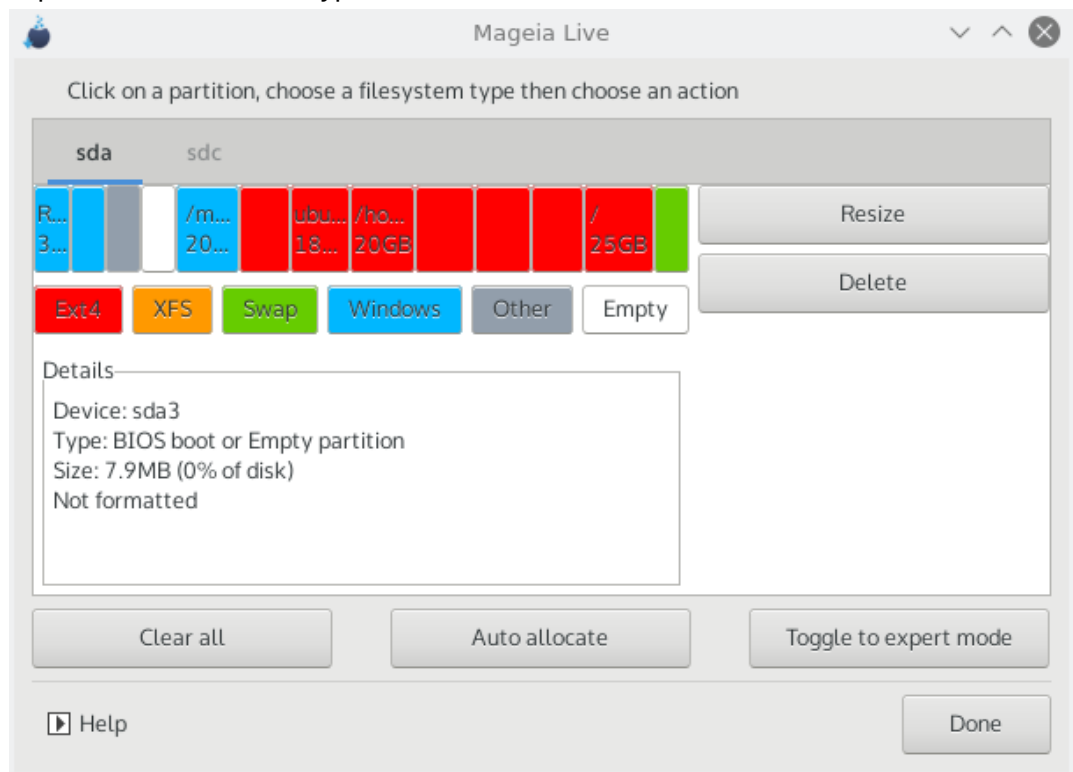 Mageia Live
Click on a partition, choose a filesystem type then choose an action
sda sdc
R... /m... ubu... /ho... /
3... 20... 18... 20GB 25GB
Resize
Delete
Ext4 XFS Swap Windows Other Empty
Details
Device: sda3
Type: BIOS boot or Empty partition
Size: 7.9MB (0% of disk)
Not formatted
Clear all Auto allocate Toggle to expert mode
Help Done